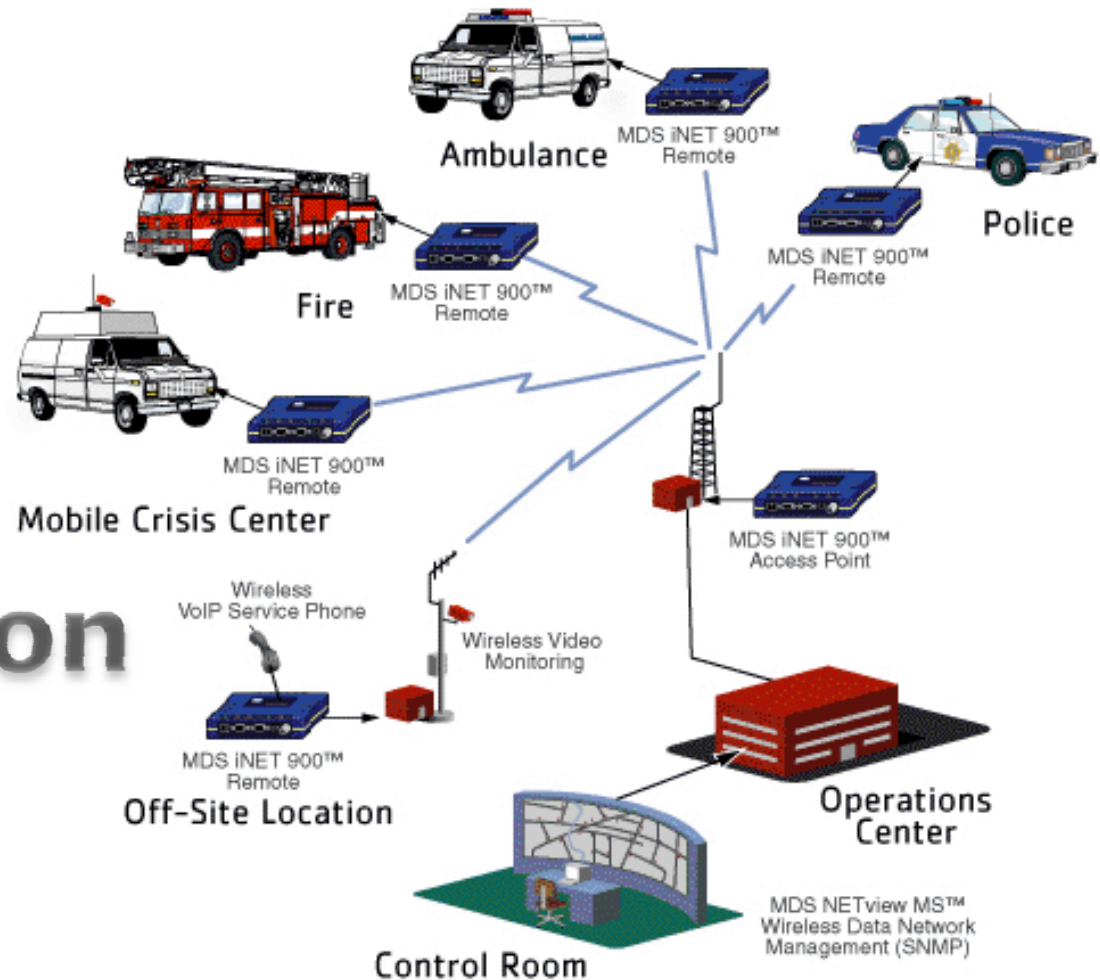 MDS iNET 900™
Remote
Ambulance
MDS iNET 900™
Remote
Police
MDS iNET 900™
Remote
Fire
MDS iNET 900™
Remote
Mobile Crisis Center
MDS iNET 900™
Access Point
Wireless
VoIP Service Phone
on
Wireless Video
Monitoring
MDS iNET 900™
Remote
Off-Site Location
Operations
Center
MDS NETview MS™
Wireless Data Network
Management (SNMP)
Control Room